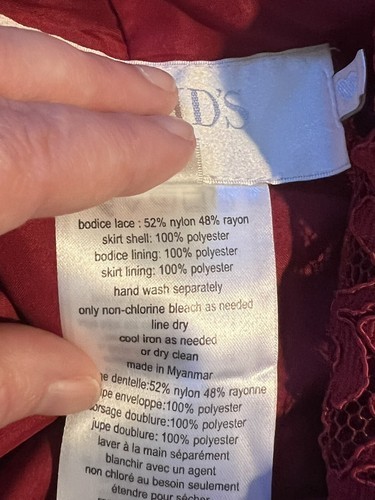 D'S
bodice lace : 52% nylon 48% rayon
skirt shell: 100% polyester
bodice lining: 100% polyester
skirt lining: 100% polyester
hand wash separately
only non-chlorine bleach as needed
line dry
cool iron as needed
or dry clean
made in Myanmar
dentelle:52% nylon 48% rayonne
enveloppe:100% polyester
doublure:100% polyester
jupe doublure: 100% polyester
laver à la main séparément
blanchir avec un agent
non chloré au besoin seulement
étendre pour sécher